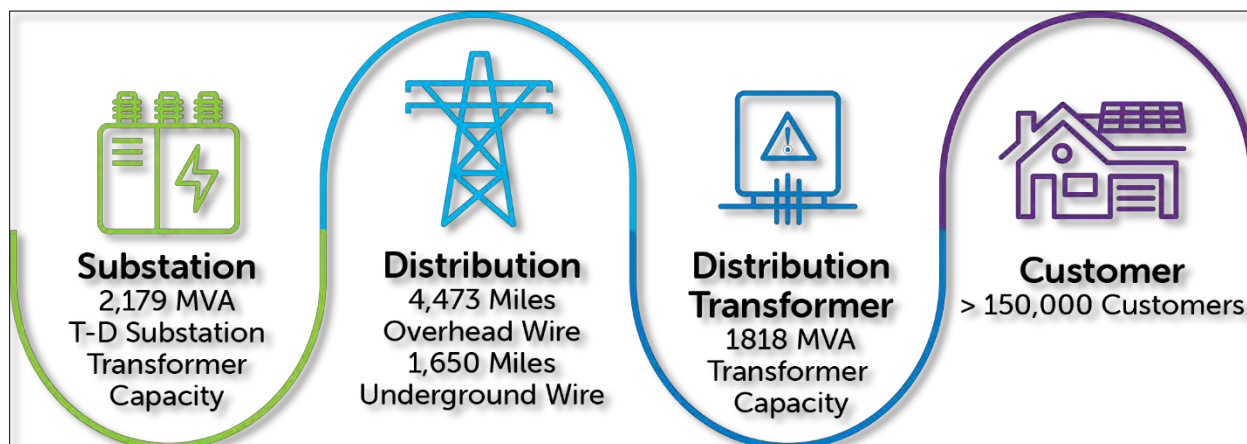 Substation
2,179 MVA
T-D Substation
Transformer
Capacity
Distribution
4,473 Miles
Overhead Wire
1,650 Miles
Underground Wire
Distribution
Transformer
1818 MVA
Transformer
Capacity
Customer
> 150,000 Customers